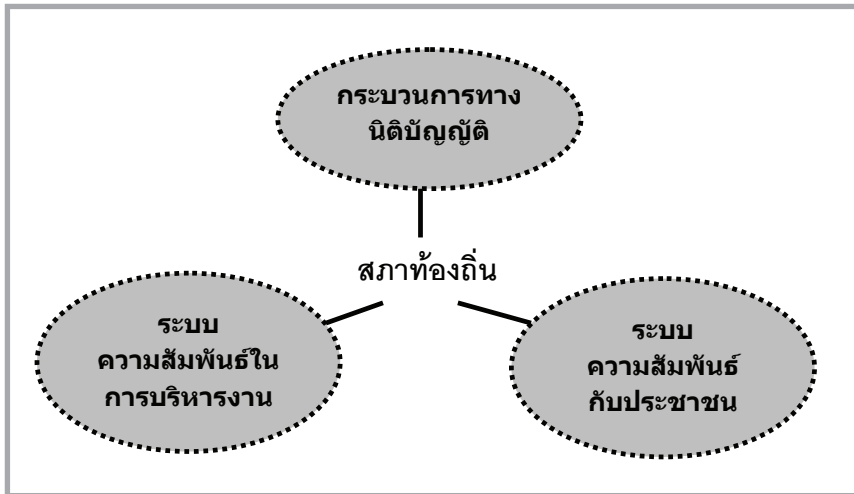 กระบวนการทาง
นิติบัญญัติ
สภาท้องถิ่น
ระบบ
ความสัมพันธ์ใน
การบริหารงาน
ระบบ
ความสัมพันธ์
กับประชาชน